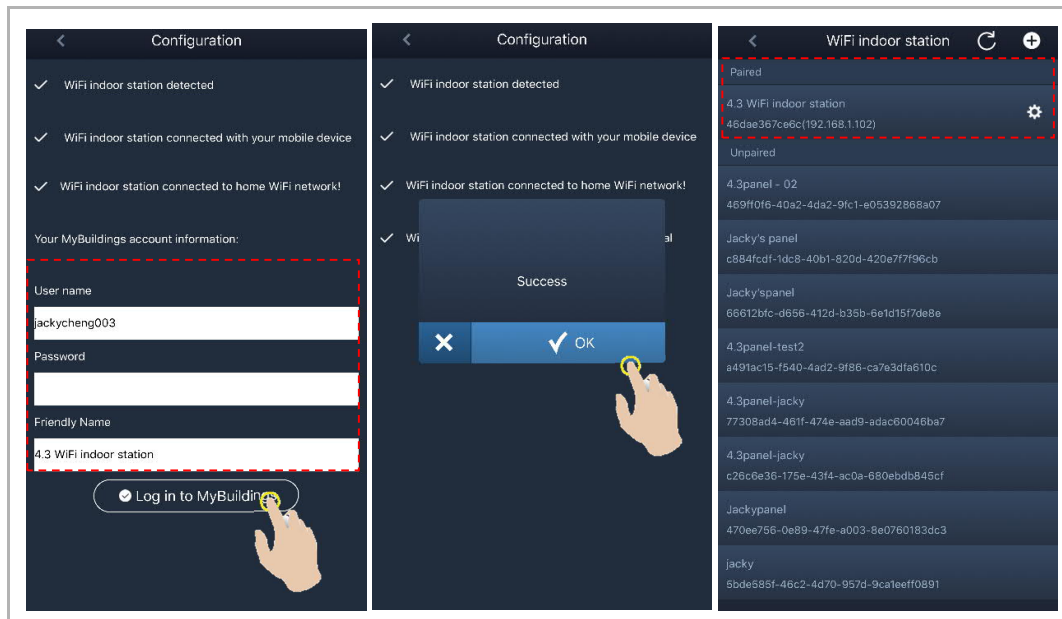 Configuration
WiFi indoor station detected
WiFi indoor station connected with your mobile device
WiFi indoor station connected to home WiFi network!
Your MyBuildings account information:
User name
jackycheng003
Password
Friendly Name
4.3 WiFi indoor station
Log in to MyBuildings
Configuration
WiFi indoor station detected
WiFi indoor station connected with your mobile device
WiFi indoor station connected to home WiFi network!
Wi al
Success
OK
WiFi indoor station
Paired
4.3 WiFi indoor station
46dae367ce6c(192.168.1.102)
Unpaired
4.3panel - 02
469ff0f6-40a2-4da2-9fc1-e05392868a07
Jacky's panel
c884fcdf-1dc8-40b1-820d-420e7f7f96cb
Jacky'spanel
66612bfc-d656-412d-b35b-6e1d15f7de8e
4.3panel-test2
a491ac15-f540-4ad2-9f86-ca7e3dfa610c
4.3panel-jacky
77308ad4-461f-474e-aad9-adac60046ba7
4.3panel-jacky
c26c6e36-175e-43f4-ac0a-680ebdb845cf
Jackypanel
470ee756-0e89-47fe-a003-8e0760183dc3
jacky
5bde585f-46c2-4d70-957d-9ca1eeff0891